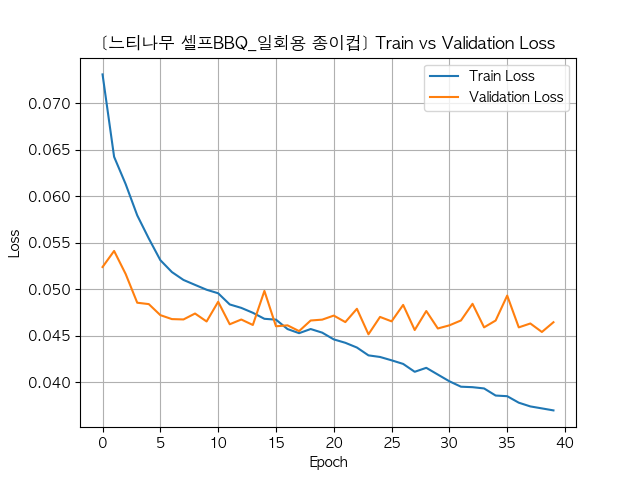 [느티나무 셀프BBQ_일회용 종이컵] Train vs Validation Loss
Train Loss
Validation Loss
0.070
0.065
0.060
0.055
0.050
0.045
0.040
Loss
0 5 10 15 20 25 30 35 40
Epoch